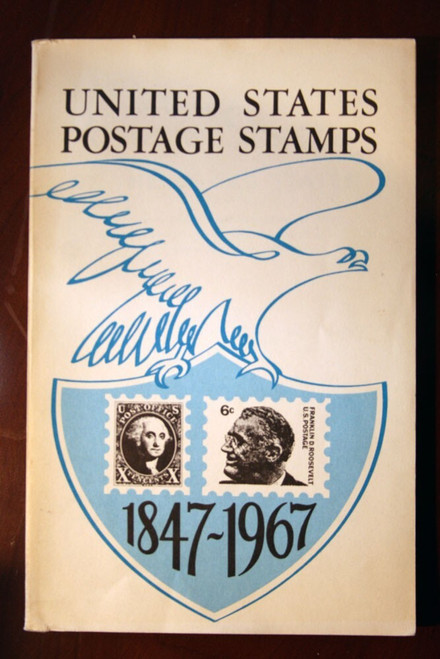 UNITED STATES
POSTAGE STAMPS
U S
POST OFFICE
X X
6c
FRANKLIN D. ROOSEVELT
U.S. POSTAGE
1847-1967